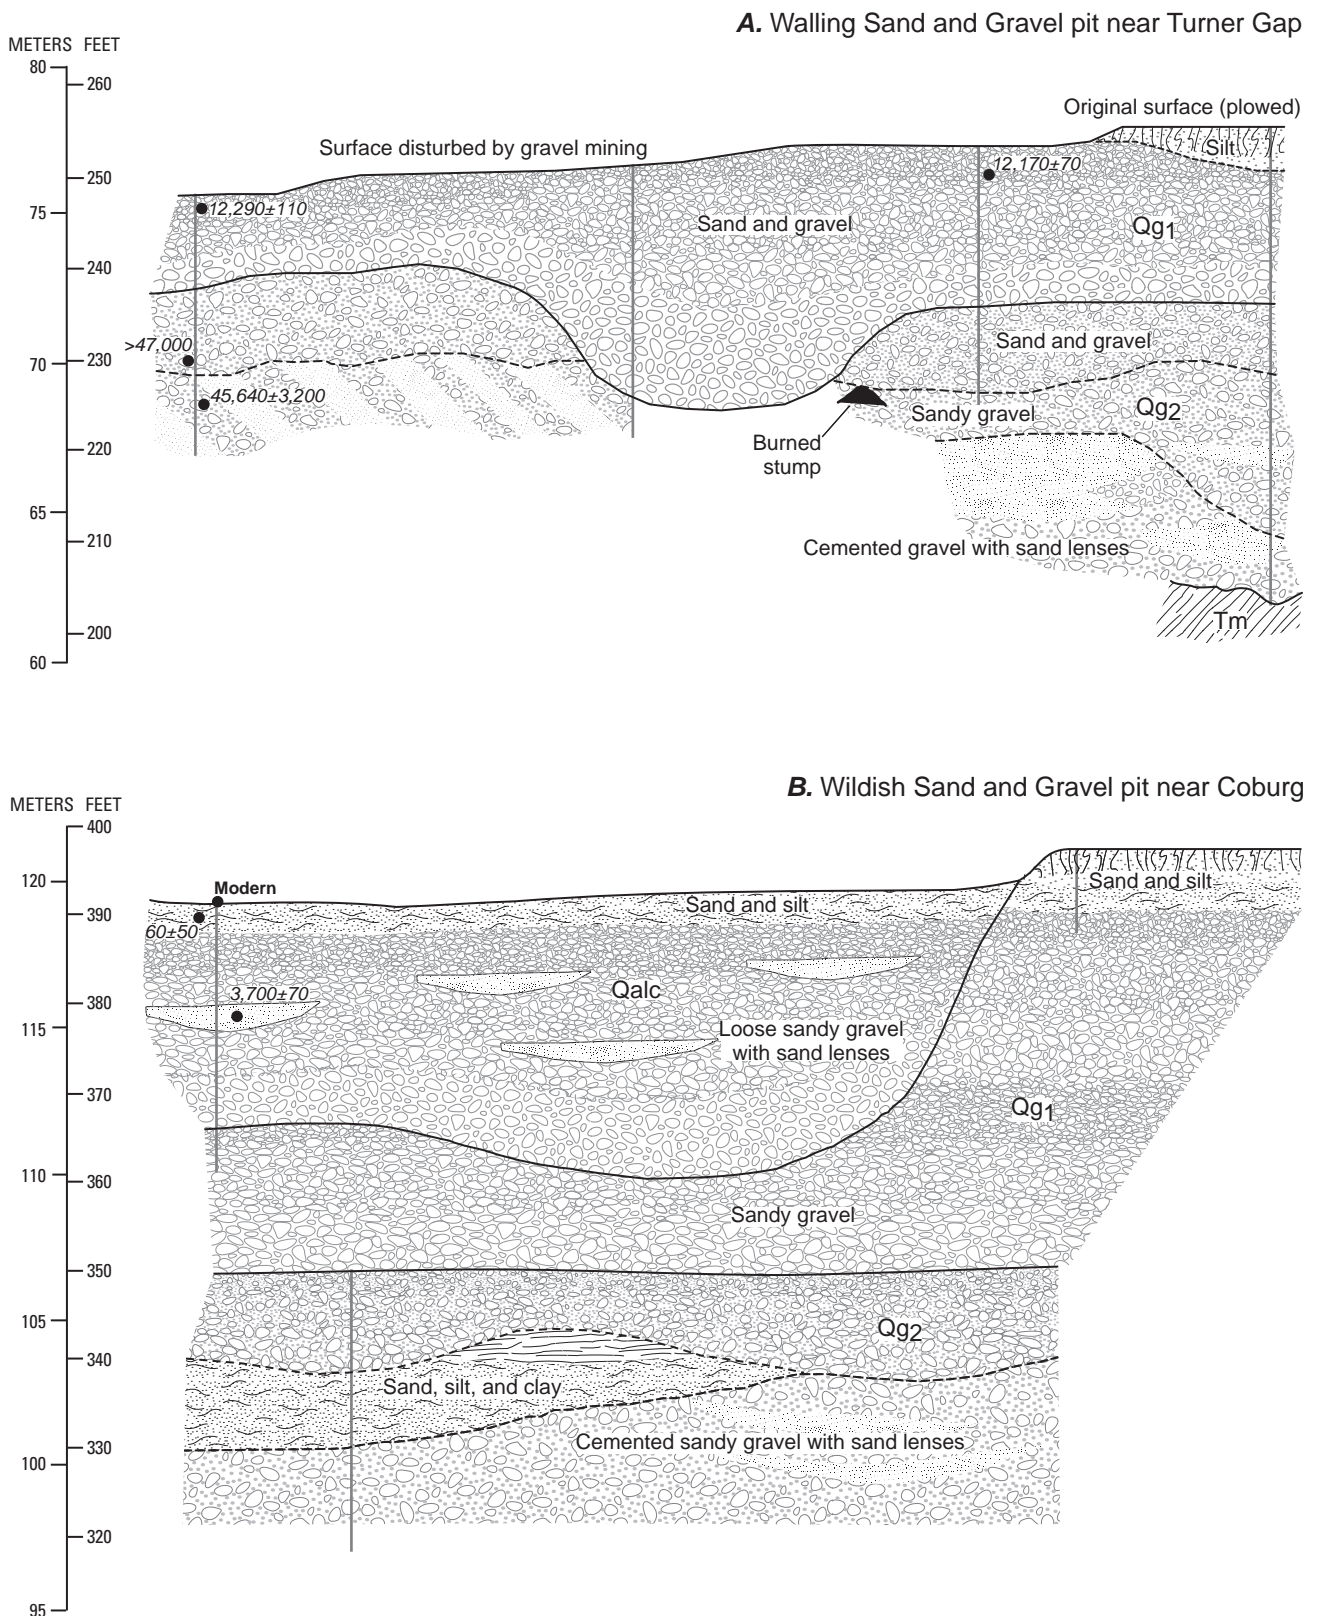 A. Walling Sand and Gravel pit near Turner Gap
METERS FEET
80
260
Original surface (plowed)
Surface disturbed by gravel mining
Silt
12,170±70
250
75
12,290±110
Sand and gravel
Qg1
240
>47,000
Sand and gravel
70
230
45,640±3,200
Sandy gravel
Qg2
Burned
stump
220
65
210
Cemented gravel with sand lenses
Tm
200
60
B. Wildish Sand and Gravel pit near Coburg
METERS FEET
400
120
Modern
Sand and silt
Sand and silt
390
60±50
3,700±70
Qalc
380
115
Loose sandy gravel
with sand lenses
370
Qg1
110
360
Sandy gravel
350
105
Qg2
340
Sand, silt, and clay
330
Cemented sandy gravel with sand lenses
100
320
95